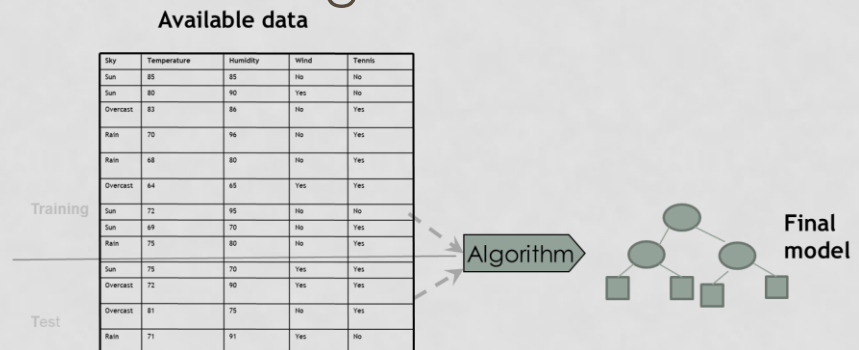 Available data
Sky Temperature Humidity Wind Tennis
Sun 85 85 No No
Sun 80 90 Yes No
Overcast 83 86 No Yes
Rain 70 96 No Yes
Rain 68 80 No Yes
Overcast 64 65 Yes Yes
Training
Sun 72 95 No No
Sun 69 70 No Yes
Rain 75 80 No Yes
Sun 75 70 Yes Yes
Overcast 72 90 Yes Yes
Overcast 81 75 No Yes
Test
Rain 71 91 Yes No
Algorithm
Final
model